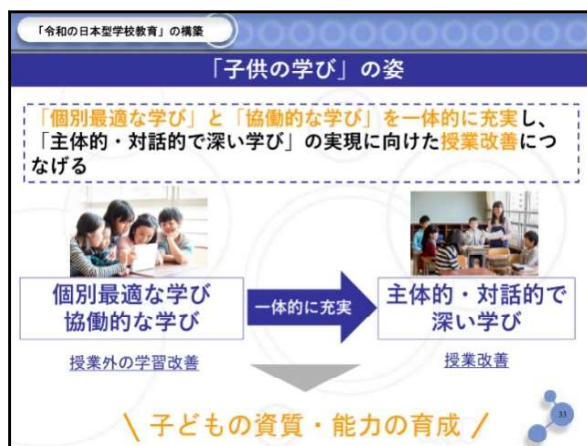 「令和の日本型学校教育」の構築
「子供の学び」の姿
「個別最適な学び」と「協働的な学び」を一体的に充実し、
「主体的・対話的で深い学び」の実現に向けた授業改善につ
なげる
個別最適な学び
協働的な学び
一体的に充実
主体的・対話的で
深い学び
授業外の学習改善
授業改善
\ 子どもの資質・能力の育成 /
33